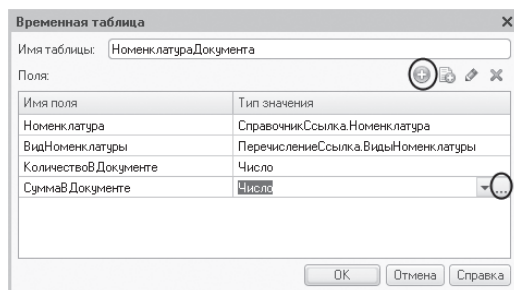 Временная таблица
Имя таблицы: НоменклатураДокумента
Поля:
Имя поля Тип значения
Номенклатура СправочникСсылка.Номенклатура
ВидНоменклатуры ПеречислениеСсылка.ВидыНоменклатуры
КоличествоВДокументе Число
СуммаВДокументе Число ...
ОК Отмена Справка